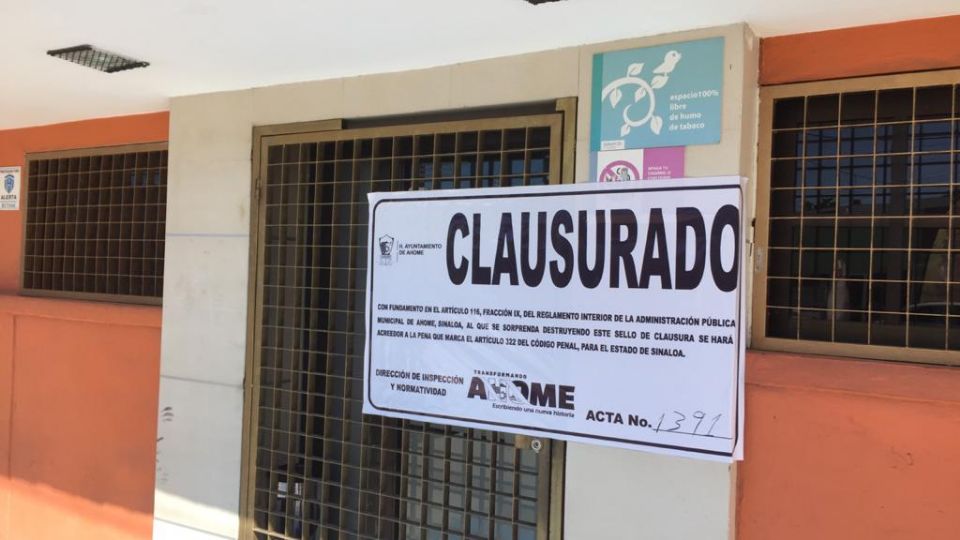 espacio100%
libre
de humo
de tabaco
ALERTA
H. AYUNTAMIENTO
DE AHOME
CLAUSURADO
CON FUNDAMENTO EN EL ARTÍCULO 116, FRACCIÓN IX, DEL REGLAMENTO INTERIOR DE LA ADMINISTRACIÓN PÚBLICA
MUNICIPAL DE AHOME, SINALOA, AL QUE SE SORPRENDA DESTRUYENDO ESTE SELLO DE CLAUSURA SE HARÁ
ACREEDOR A LA PENA QUE MARCA EL ARTÍCULO 322 DEL CÓDIGO PENAL, PARA EL ESTADO DE SINALOA.
DIRECCIÓN DE INSPECCIÓN
Y NORMATIVIDAD
TRANSFORMANDO
AHOME
Escribiendo una nueva historia
ACTA No. 1391